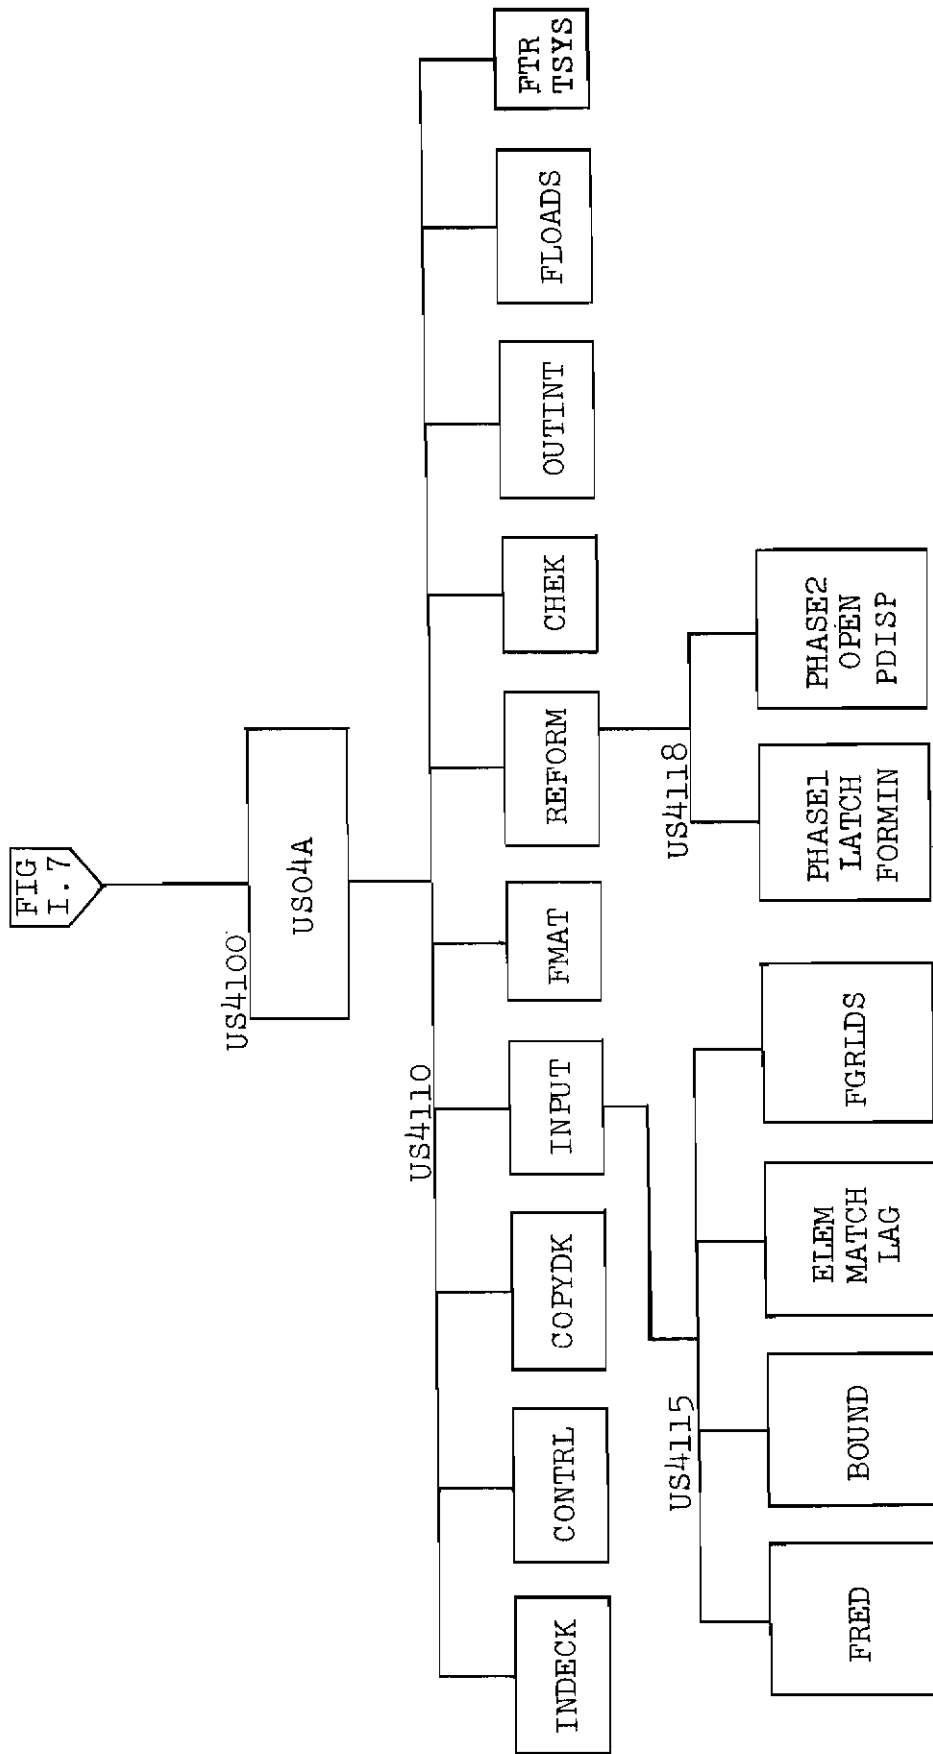 FIG
I.7
US4100
US04A
US4110
INDECK
CONTRL
COPYDK
INPUT
FMAT
REFORM
CHEK
OUTINT
FLOADS
FTR
TSYS
US4115
US4118
FRED
BOUND
ELEM
MATCH
LAG
FGRLDS
PHASE1
LATCH
FORMIN
PHASE2
OPEN
PDISP